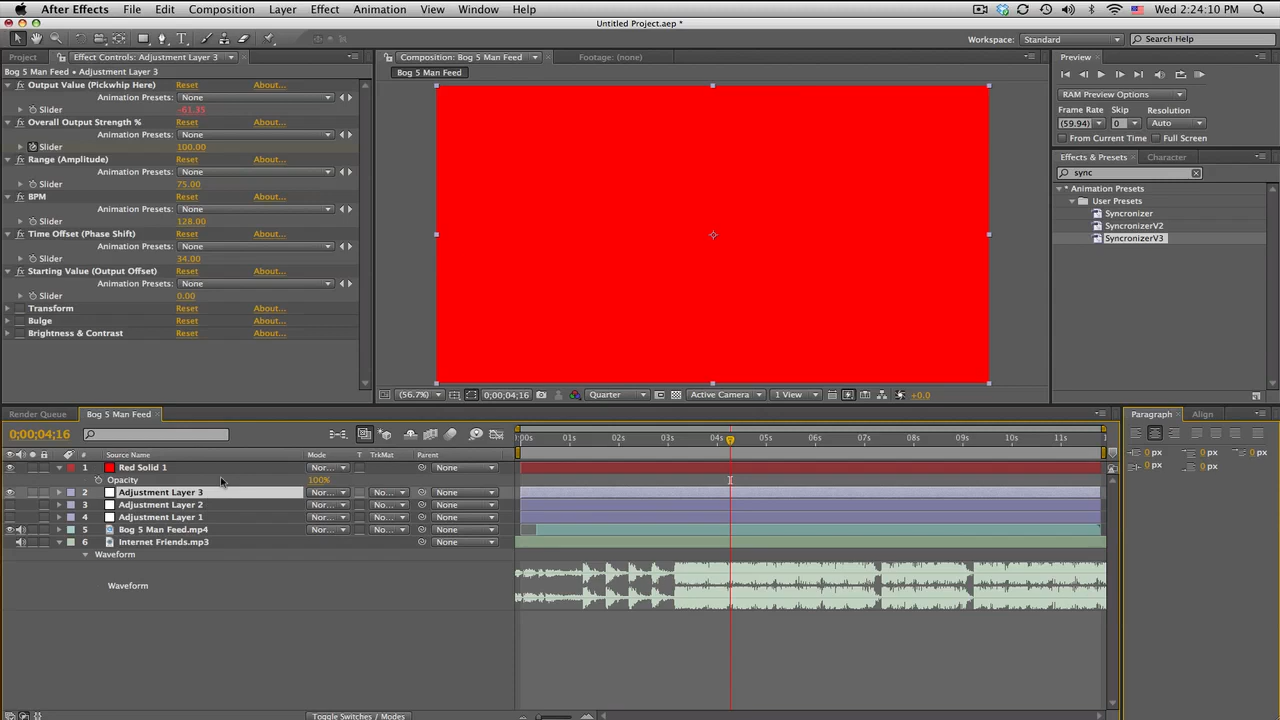 After Effects File Edit Composition Layer Effect Animation View Window Help Wed 2:24:10 PM
Untitled Project.aep *
Workspace: Standard Search Help
Project Effect Controls: Adjustment Layer 3 Composition: Bog 5 Man Feed Footage: (none) Preview
Bog 5 Man Feed • Adjustment Layer 3 Bog 5 Man Feed
Output Value (Pickwhip Here) Reset About...
Animation Presets: None
Slider -61.35
Overall Output Strength % Reset About...
Animation Presets: None
Slider 100.00
Range (Amplitude) Reset About...
Animation Presets: None
Slider 75.00
BPM Reset About...
Animation Presets: None
Slider 128.00
Time Offset (Phase Shift) Reset About...
Animation Presets: None
Slider 34.00
Starting Value (Output Offset) Reset About...
Animation Presets: None
Slider 0.00
Transform Reset About...
Bulge Reset About...
Brightness & Contrast Reset About...
RAM Preview Options
Frame Rate Skip Resolution
(59.94) 0 Auto
From Current Time Full Screen
Effects & Presets Character
sync
* Animation Presets
User Presets
Syncronizer
SyncronizerV2
SyncronizerV3
(56.7%) 0;00;04;16 Quarter Active Camera 1 View +0.0
Render Queue Bog 5 Man Feed Paragraph Align
0;00;04;16 :00s 01s 02s 03s 04s 05s 06s 07s 08s 09s 10s 11s
# Source Name Mode T TrkMat Parent
1 Red Solid 1 Nor... None
Opacity 100%
2 Adjustment Layer 3 Nor... No... None
3 Adjustment Layer 2 Nor... No... None
4 Adjustment Layer 1 Nor... No... None
5 Bog 5 Man Feed.mp4 Nor... No... None
6 Internet Friends.mp3 None
Waveform
Waveform
0 px 0 px 0 px
0 px 0 px
Toggle Switches / Modes